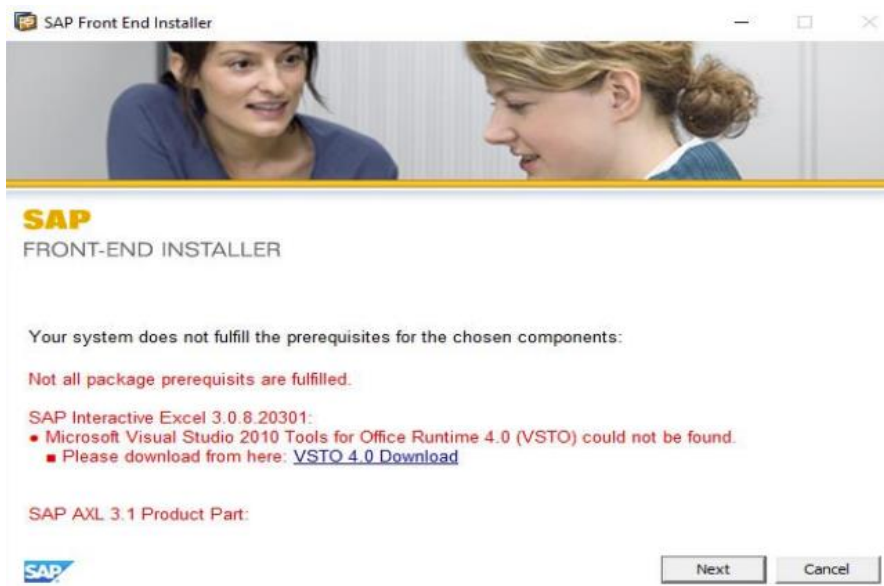 SAP Front End Installer
SAP
FRONT-END INSTALLER
Your system does not fulfill the prerequisites for the chosen components:
Not all package prerequisits are fulfilled.
SAP Interactive Excel 3.0.8.20301:
• Microsoft Visual Studio 2010 Tools for Office Runtime 4.0 (VSTO) could not be found.
▪ Please download from here: VSTO 4.0 Download
SAP AXL 3.1 Product Part:
SAP
Next Cancel